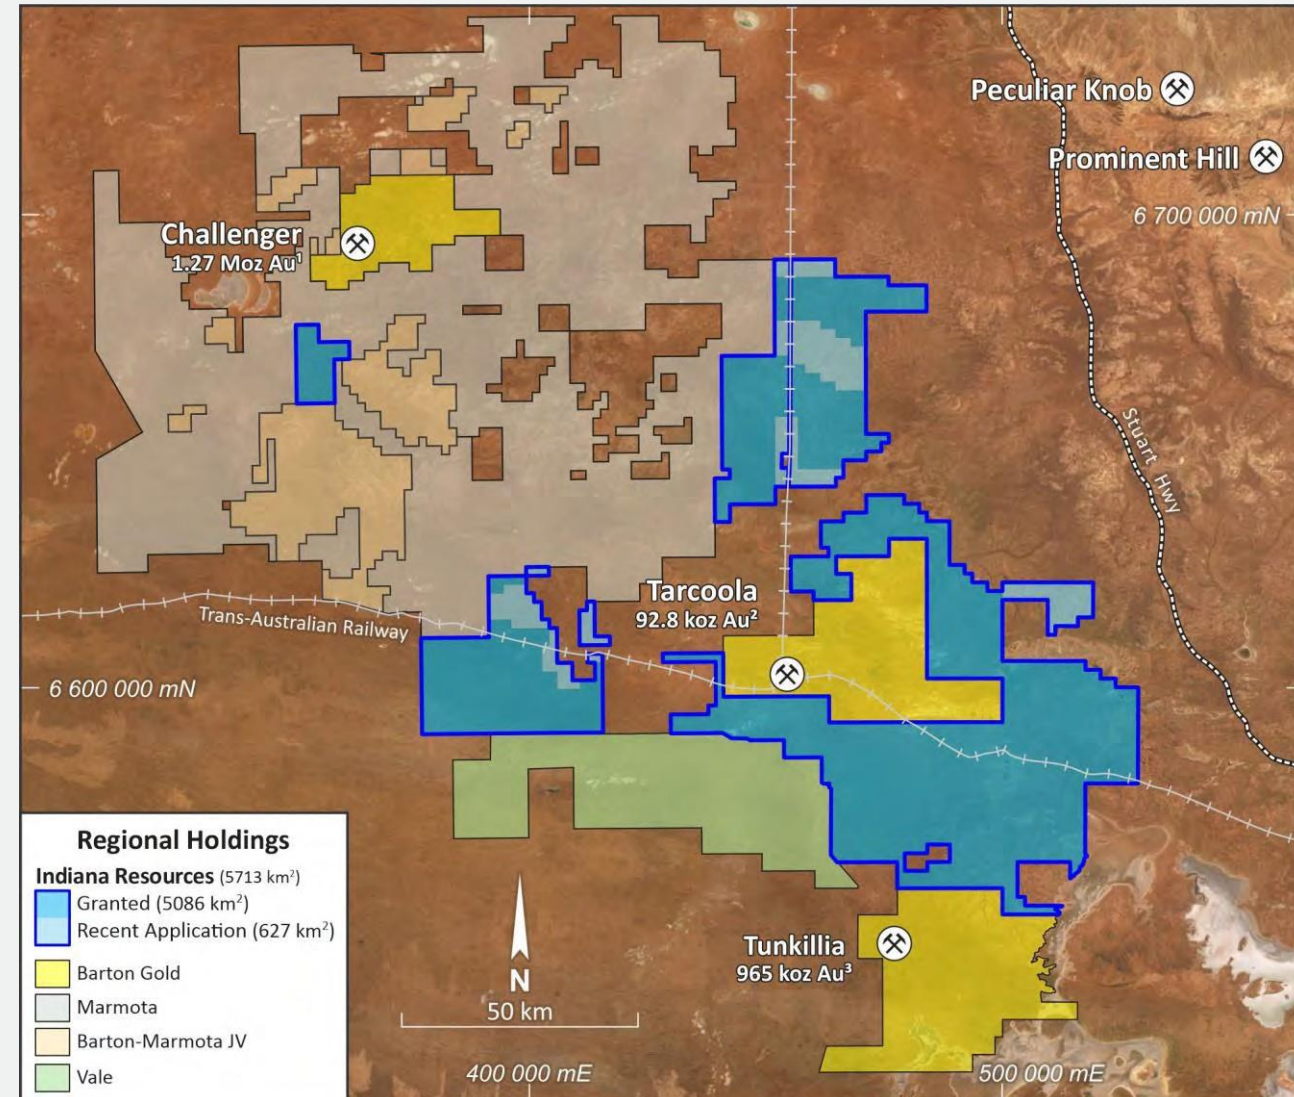 Peculiar Knob
Prominent Hill
6 700 000 mN
Challenger
1.27 Moz Au¹
Stuart Hwy
Tarcoola
92.8 koz Au²
Trans-Australian Railway
6 600 000 mN
Regional Holdings
Indiana Resources (5713 km²)
Granted (5086 km²)
Recent Application (627 km²)
Barton Gold
Marmota
Barton-Marmota JV
Vale
N
50 km
Tunkillia
965 koz Au³
400 000 mE
500 000 mE